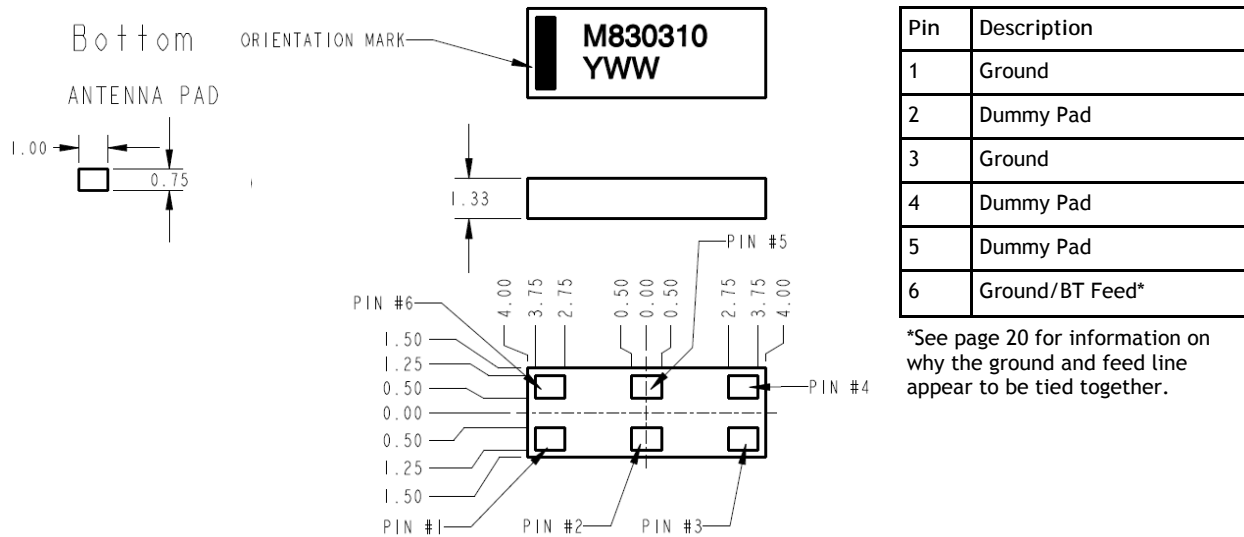 Bottom
ANTENNA PAD
1.00
0.75
ORIENTATION MARK
M830310
YWW
1.33
PIN #5
PIN #6
4.00
3.75
2.75
0.50
0.00
0.50
2.75
3.75
4.00
1.50
1.25
0.50
0.00
0.50
1.25
1.50
PIN #4
PIN #1
PIN #2
PIN #3
Pin Description
1 Ground
2 Dummy Pad
3 Ground
4 Dummy Pad
5 Dummy Pad
6 Ground/BT Feed*
*See page 20 for information on
why the ground and feed line
appear to be tied together.